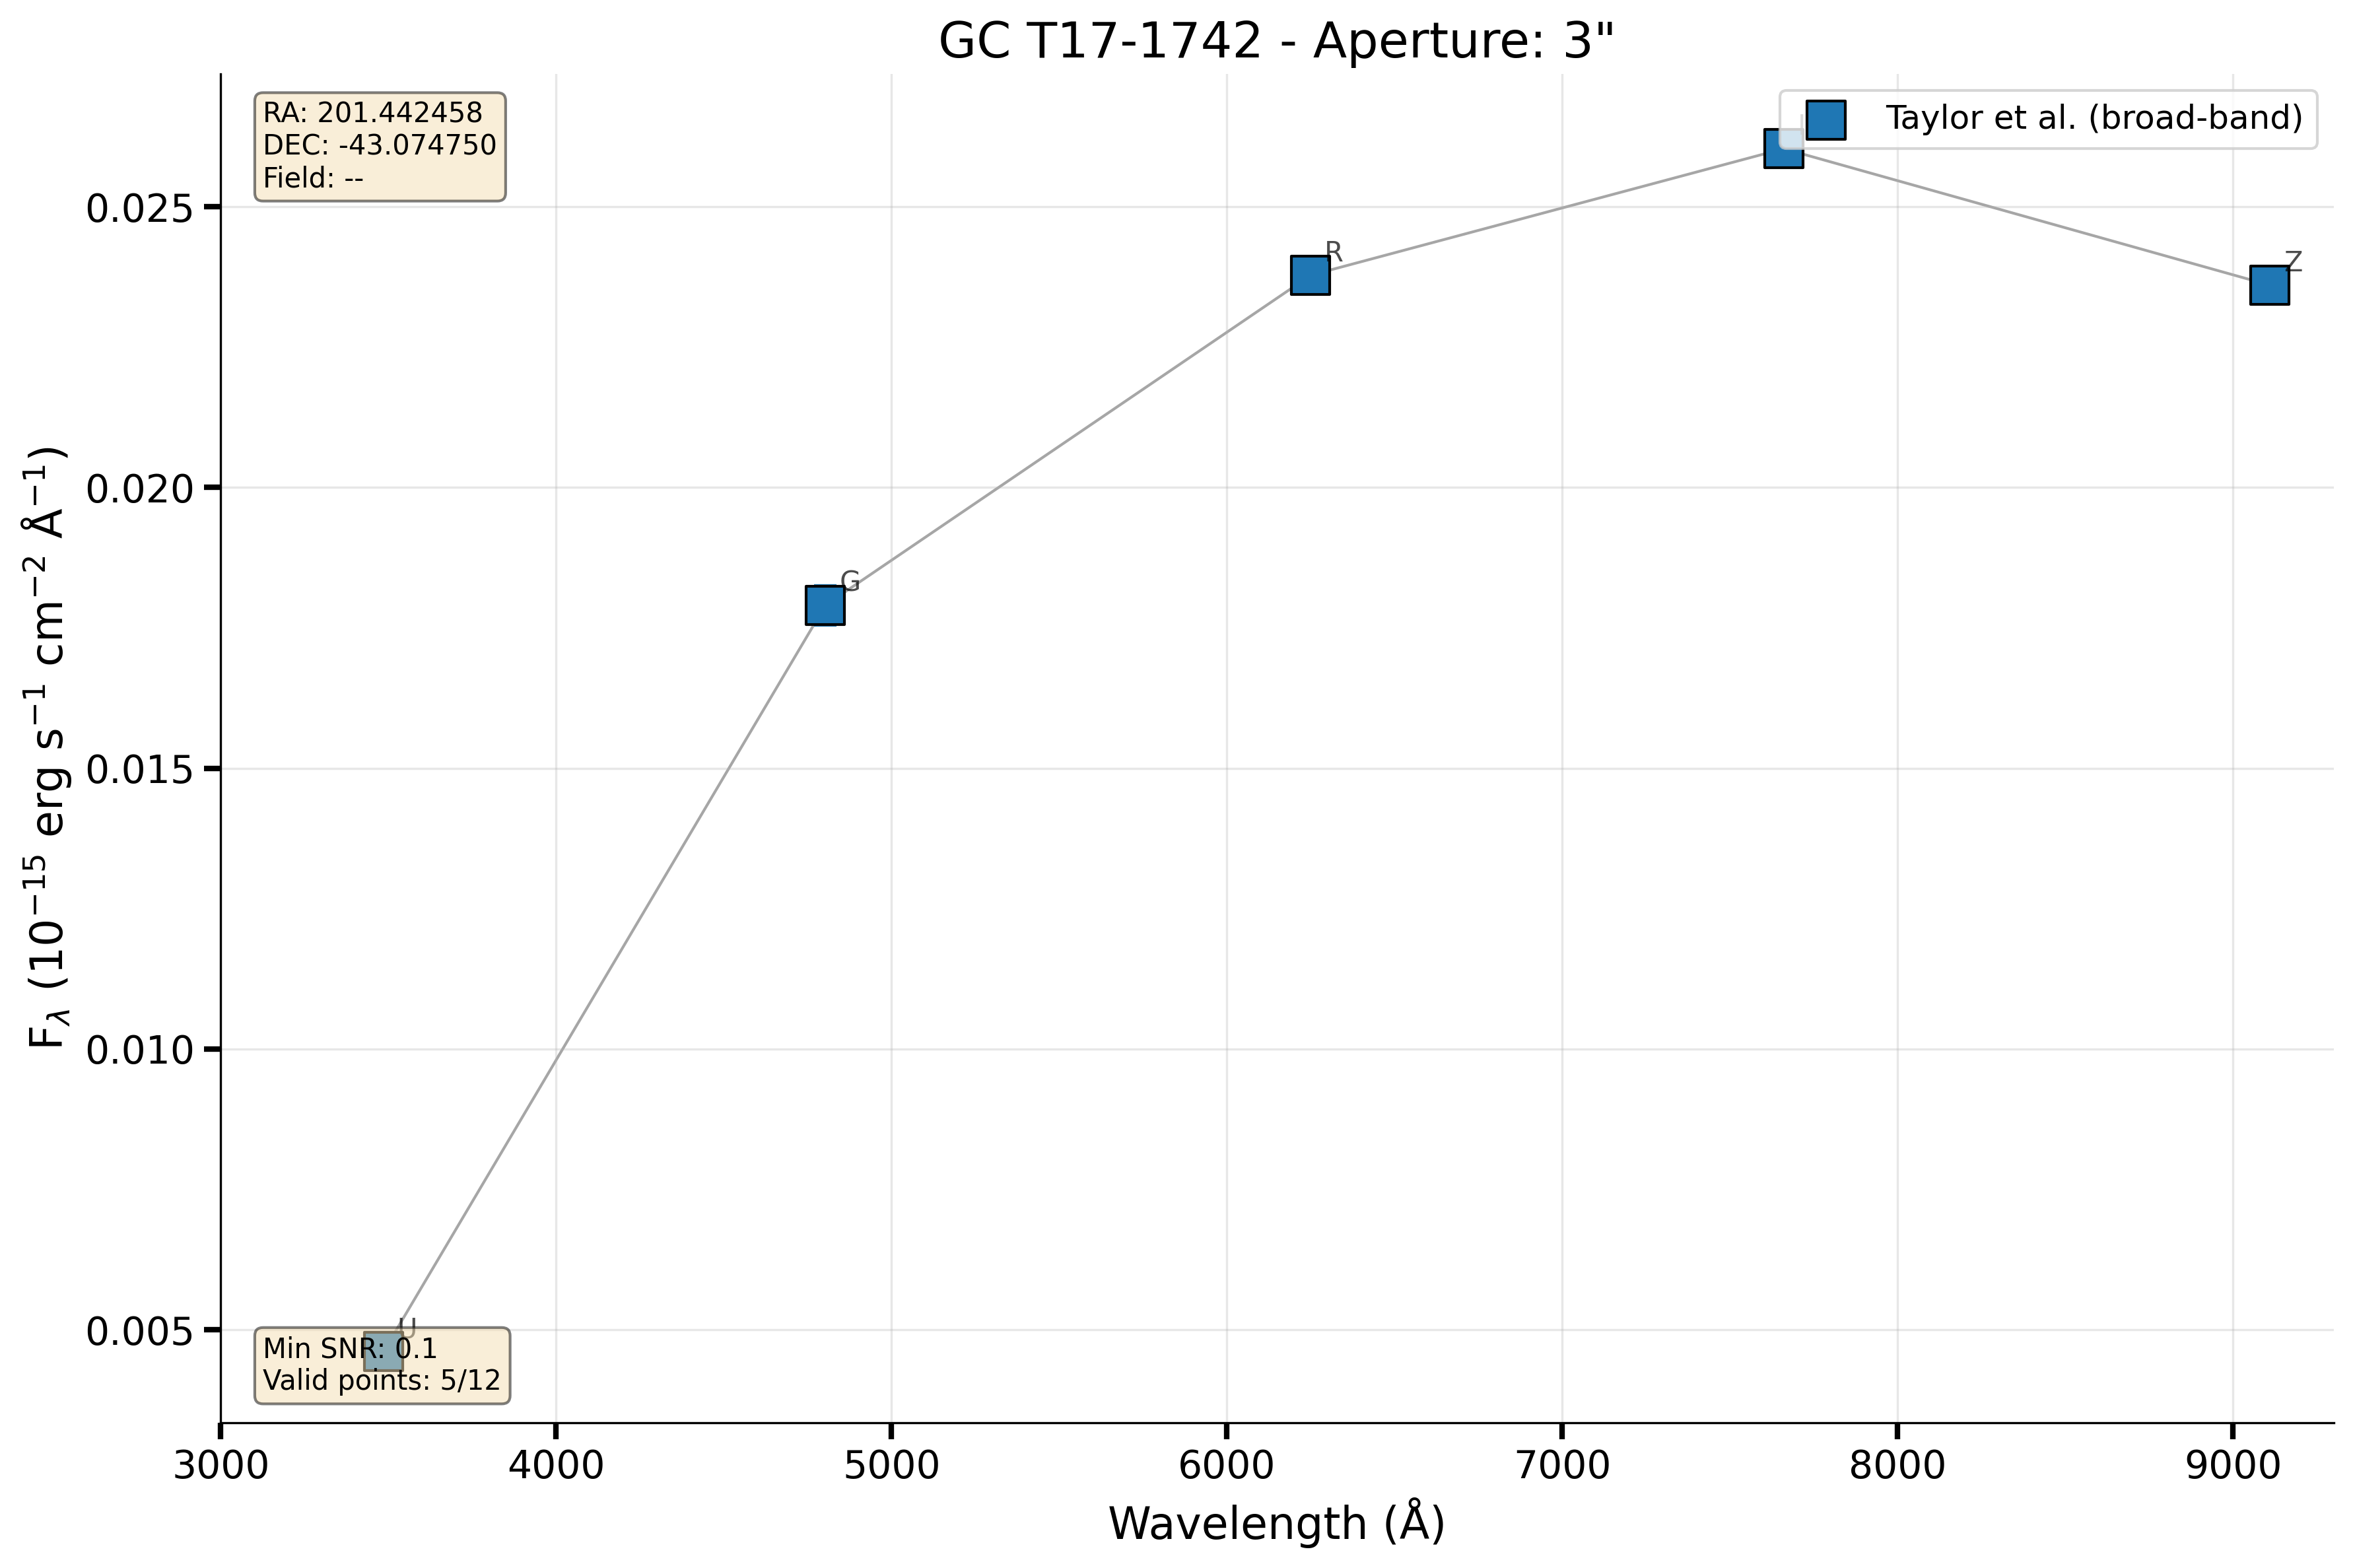 GC T17-1742 - Aperture: 3"
RA: 201.442458
DEC: -43.074750
Field: --
Taylor et al. (broad-band)
R
Z
G
U
Min SNR: 0.1
Valid points: 5/12
0.025
0.020
0.015
0.010
0.005
F_λ (10⁻¹⁵ erg s⁻¹ cm⁻² Å⁻¹)
3000 4000 5000 6000 7000 8000 9000
Wavelength (Å)